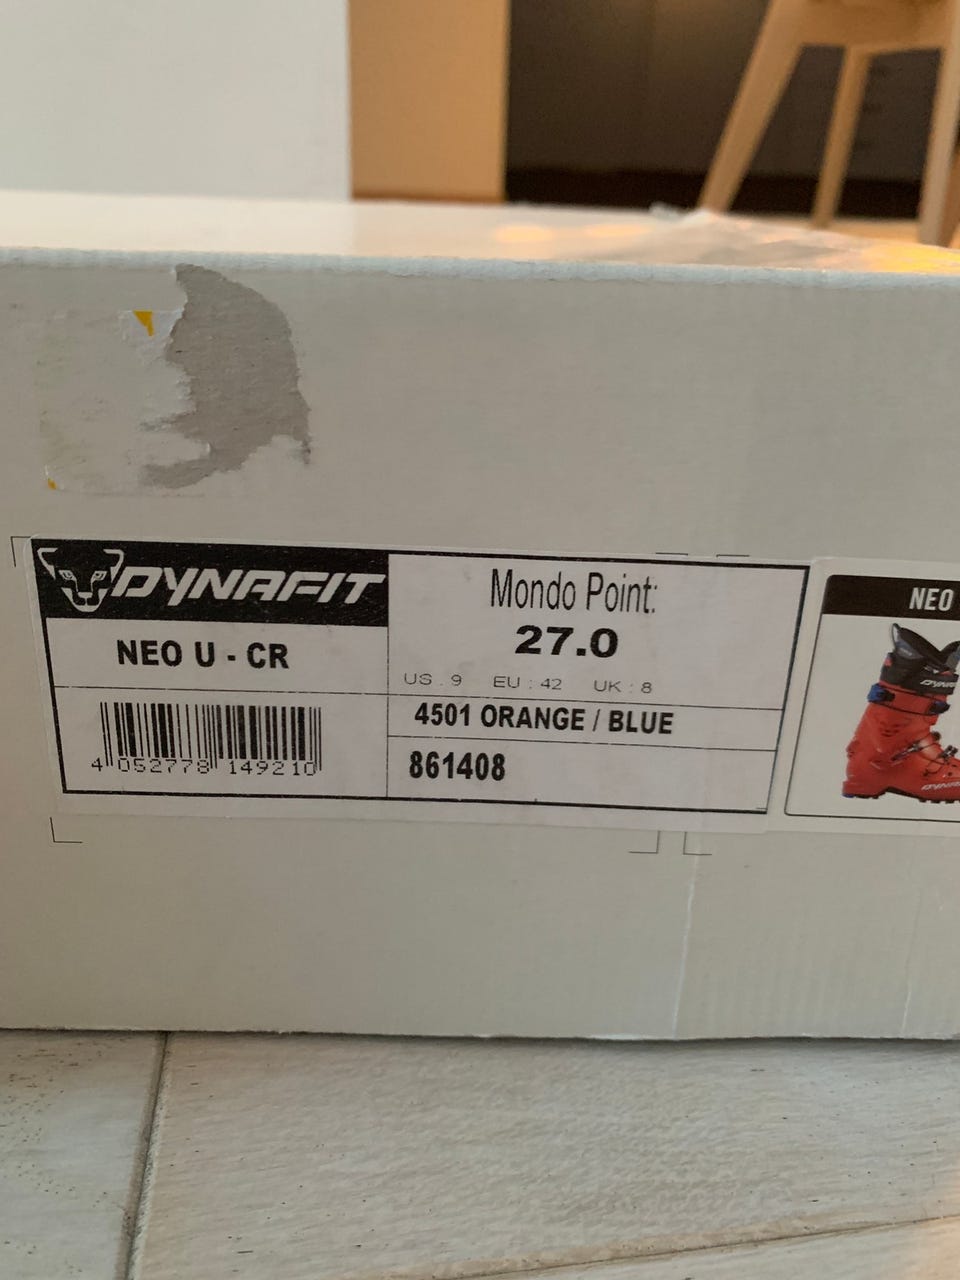 DYNAFIT
NEO U - CR
4 052778 149210
Mondo Point:
27.0
US : 9 EU : 42 UK : 8
4501 ORANGE / BLUE
861408
NEO
DYNAFIT